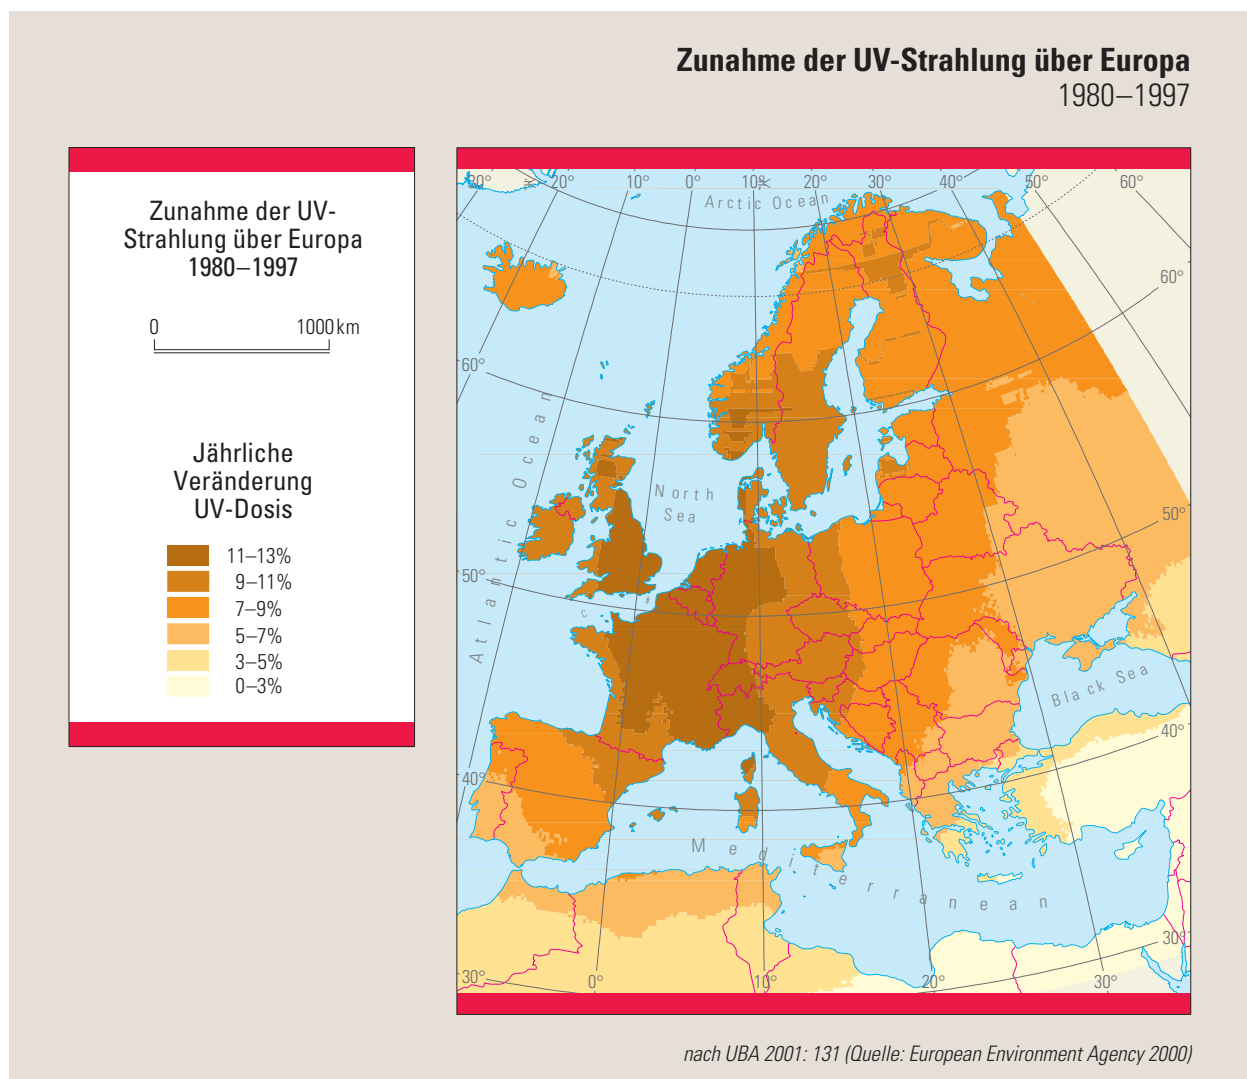 Zunahme der UV-Strahlung über Europa
1980–1997
Zunahme der UV-
Strahlung über Europa
1980–1997
0 1000 km
Jährliche
Veränderung
UV-Dosis
11–13%
9–11%
7–9%
5–7%
3–5%
0–3%
30° 20° 10° 0° 10° 20° 30° 40° 50° 60°
Arctic Ocean
60°
60°
Atlantic Ocean
North
Sea
50°
50°
C
Black Sea
40°
40°
Mediterranean
30°
30°
0° 10° 20° 30°
nach UBA 2001: 131 (Quelle: European Environment Agency 2000)